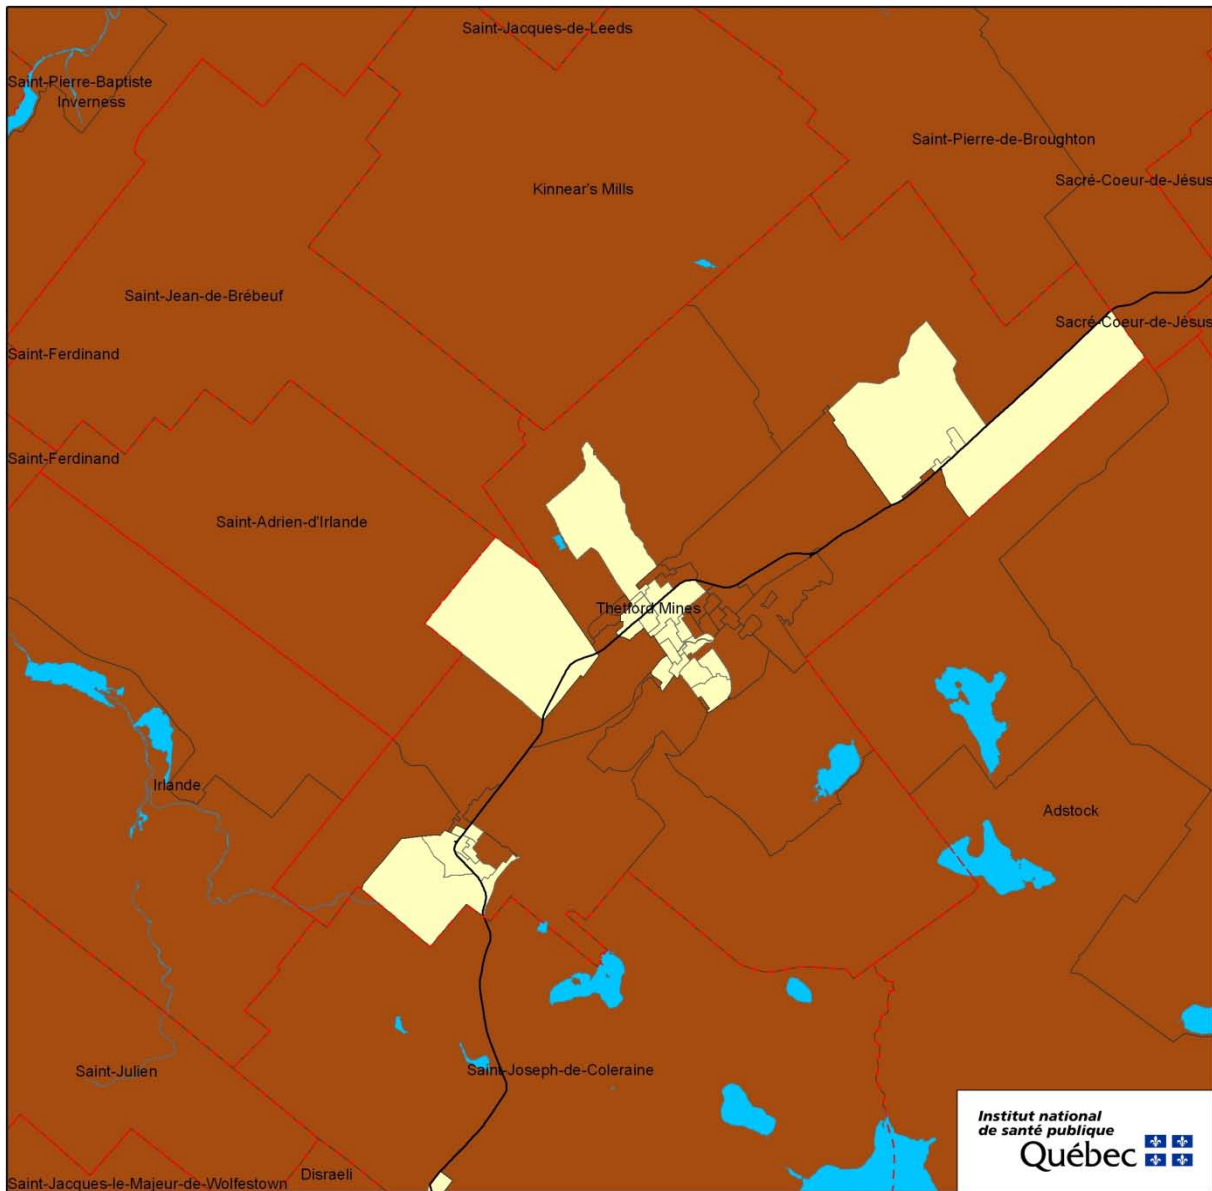 Saint-Jacques-de-Leeds
Saint-Pierre-Baptiste
Inverness
Saint-Pierre-de-Broughton
Sacré-Coeur-de-Jésus
Kinnear's Mills
Saint-Jean-de-Brébeuf
Sacré-Coeur-de-Jésus
Saint-Ferdinand
Saint-Ferdinand
Saint-Adrien-d'Irlande
Thetford Mines
Irlande
Adstock
Saint-Julien
Saint-Joseph-de-Coleraine
Disraeli
Saint-Jacques-le-Majeur-de-Wolfestown
Institut national
de santé publique
Québec